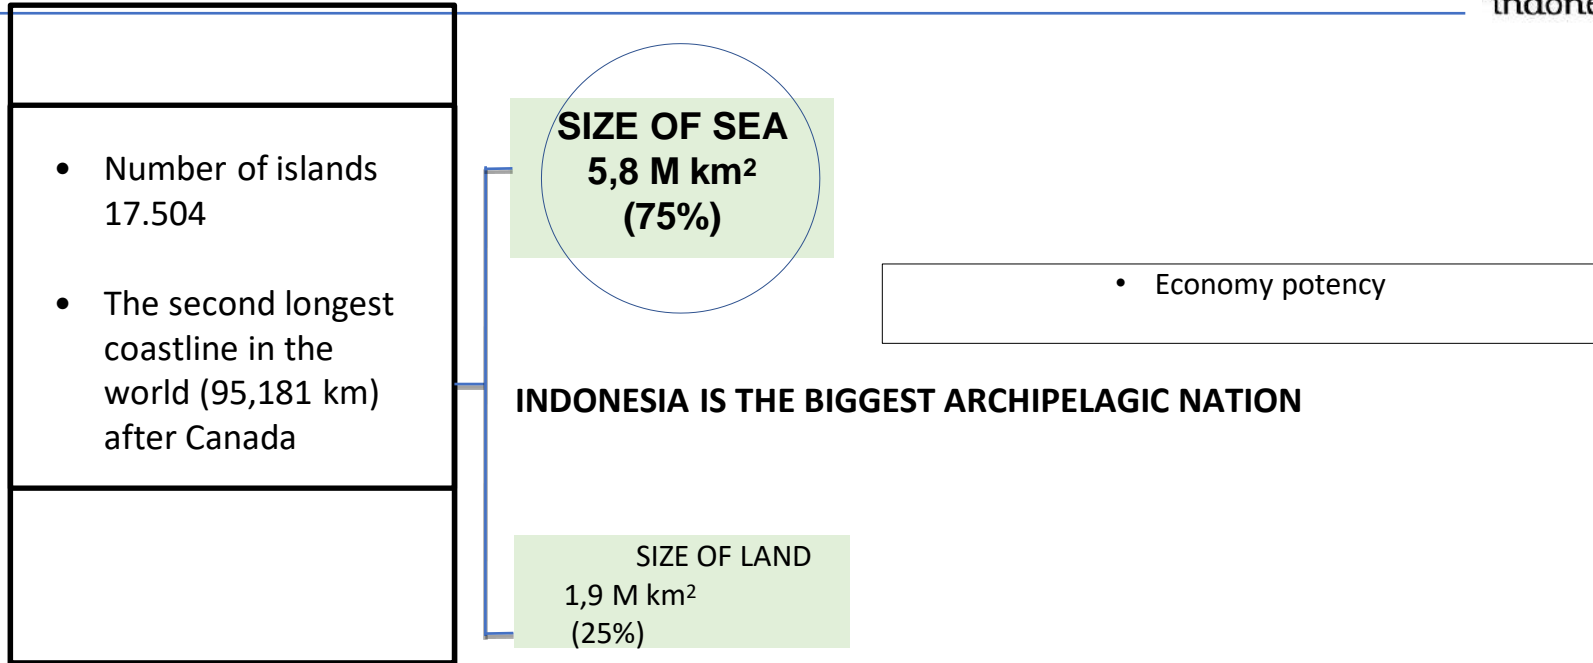 • Number of islands
17.504
• The second longest
coastline in the
world (95,181 km)
after Canada
SIZE OF SEA
5,8 M km²
(75%)
• Economy potency
INDONESIA IS THE BIGGEST ARCHIPELAGIC NATION
SIZE OF LAND
1,9 M km²
(25%)